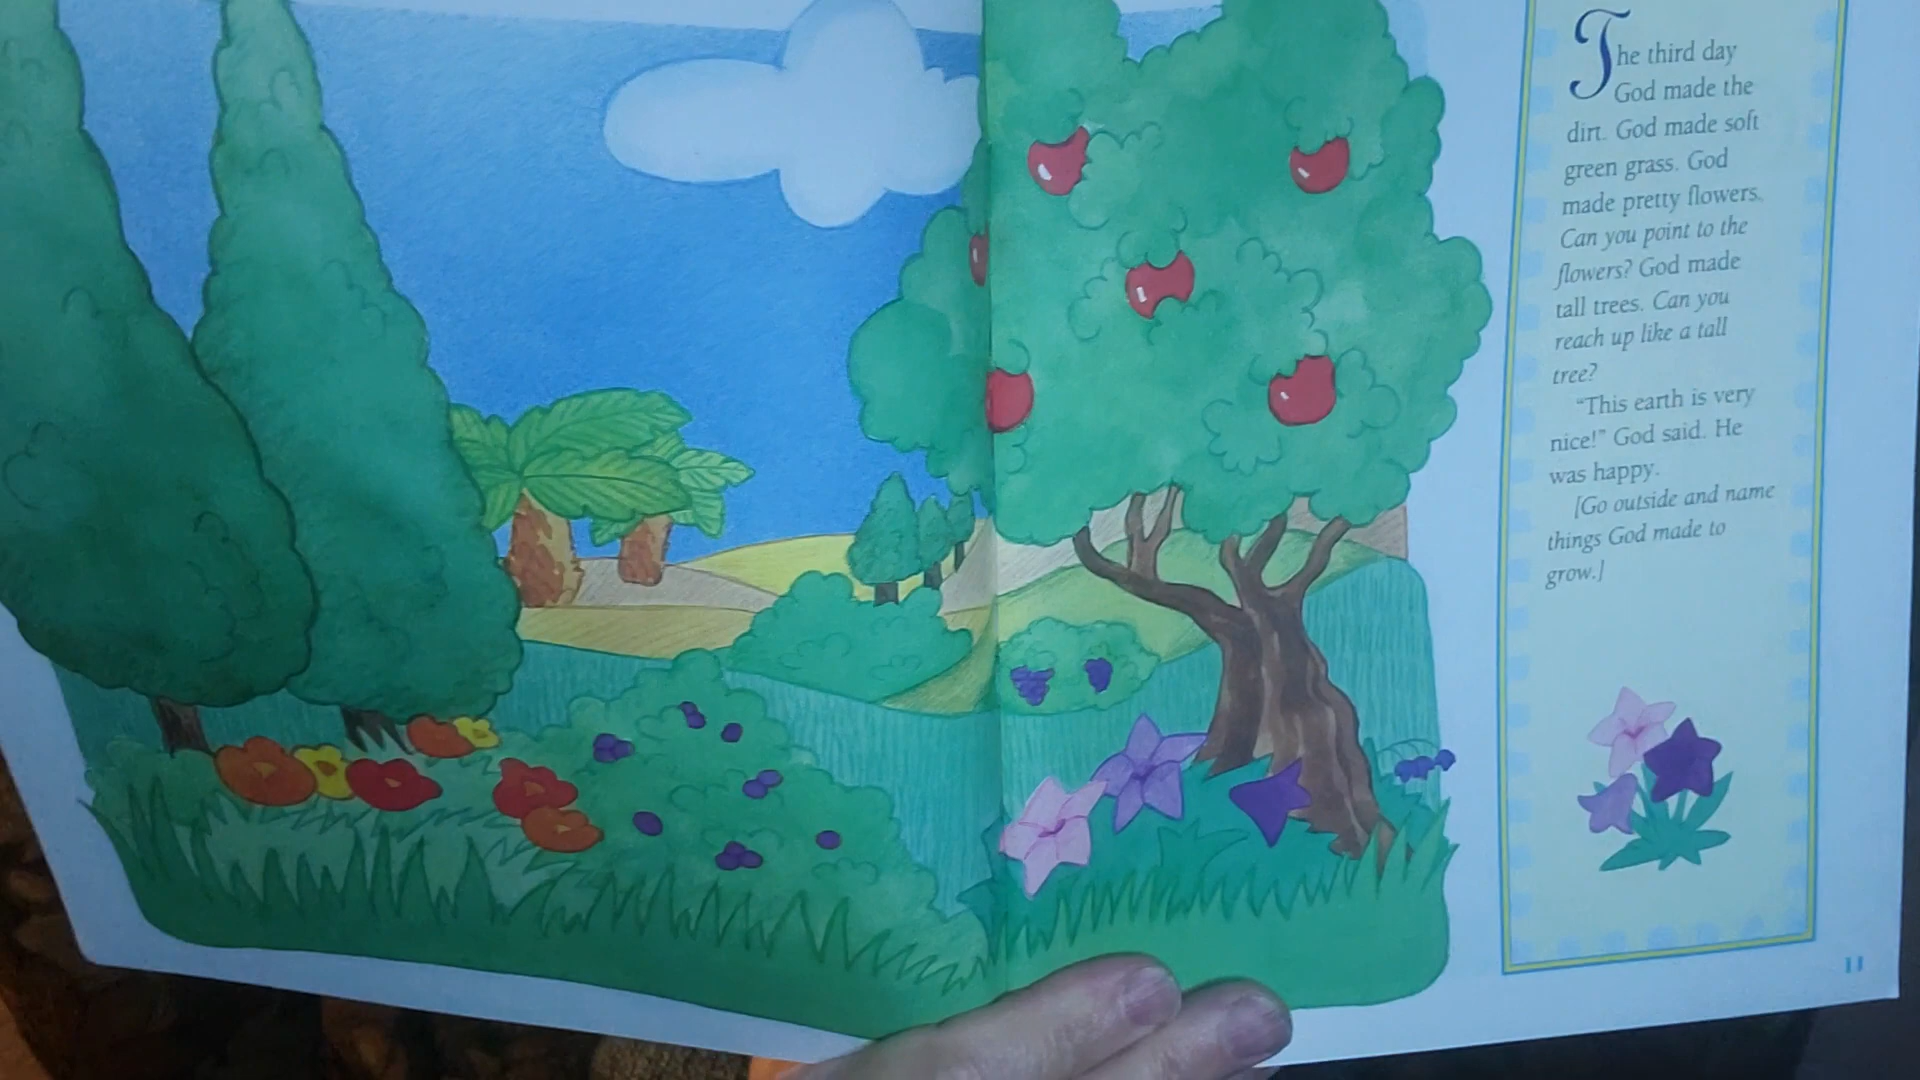 The third day
God made the
dirt. God made soft
green grass. God
made pretty flowers.
Can you point to the
flowers? God made
tall trees. Can you
reach up like a tall
tree?
"This earth is very
nice!" God said. He
was happy.
[Go outside and name
things God made to
grow.]
11